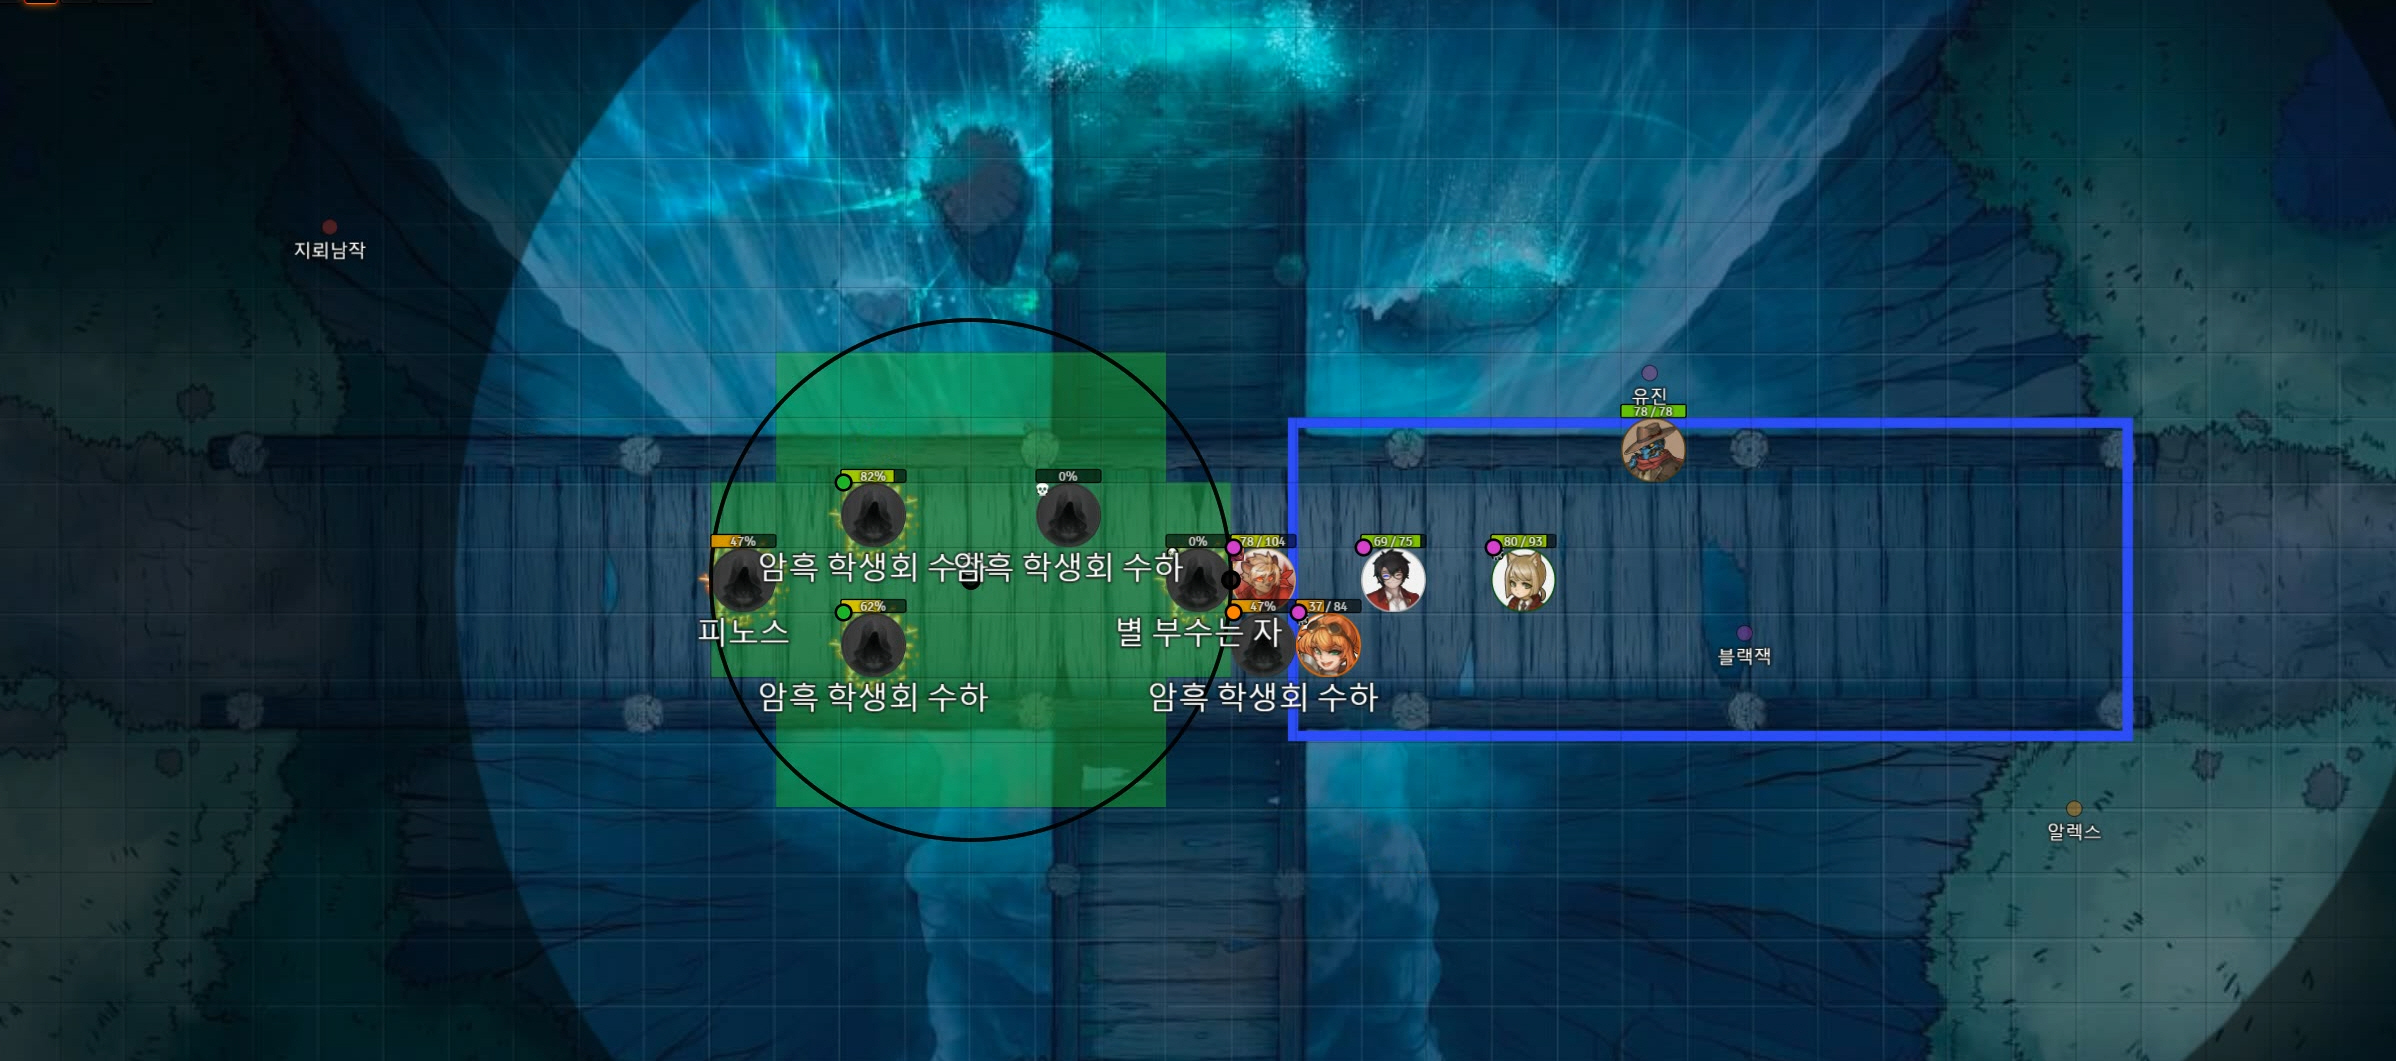 지뢰남작
유진
78 / 78
82%
0%
47%
암흑 학생회 수하
암흑 학생회 수하
0%
78 / 104
69 / 75
80 / 93
62%
47%
37 / 84
피노스
별 부수는 자
블랙잭
암흑 학생회 수하
암흑 학생회 수하
알렉스